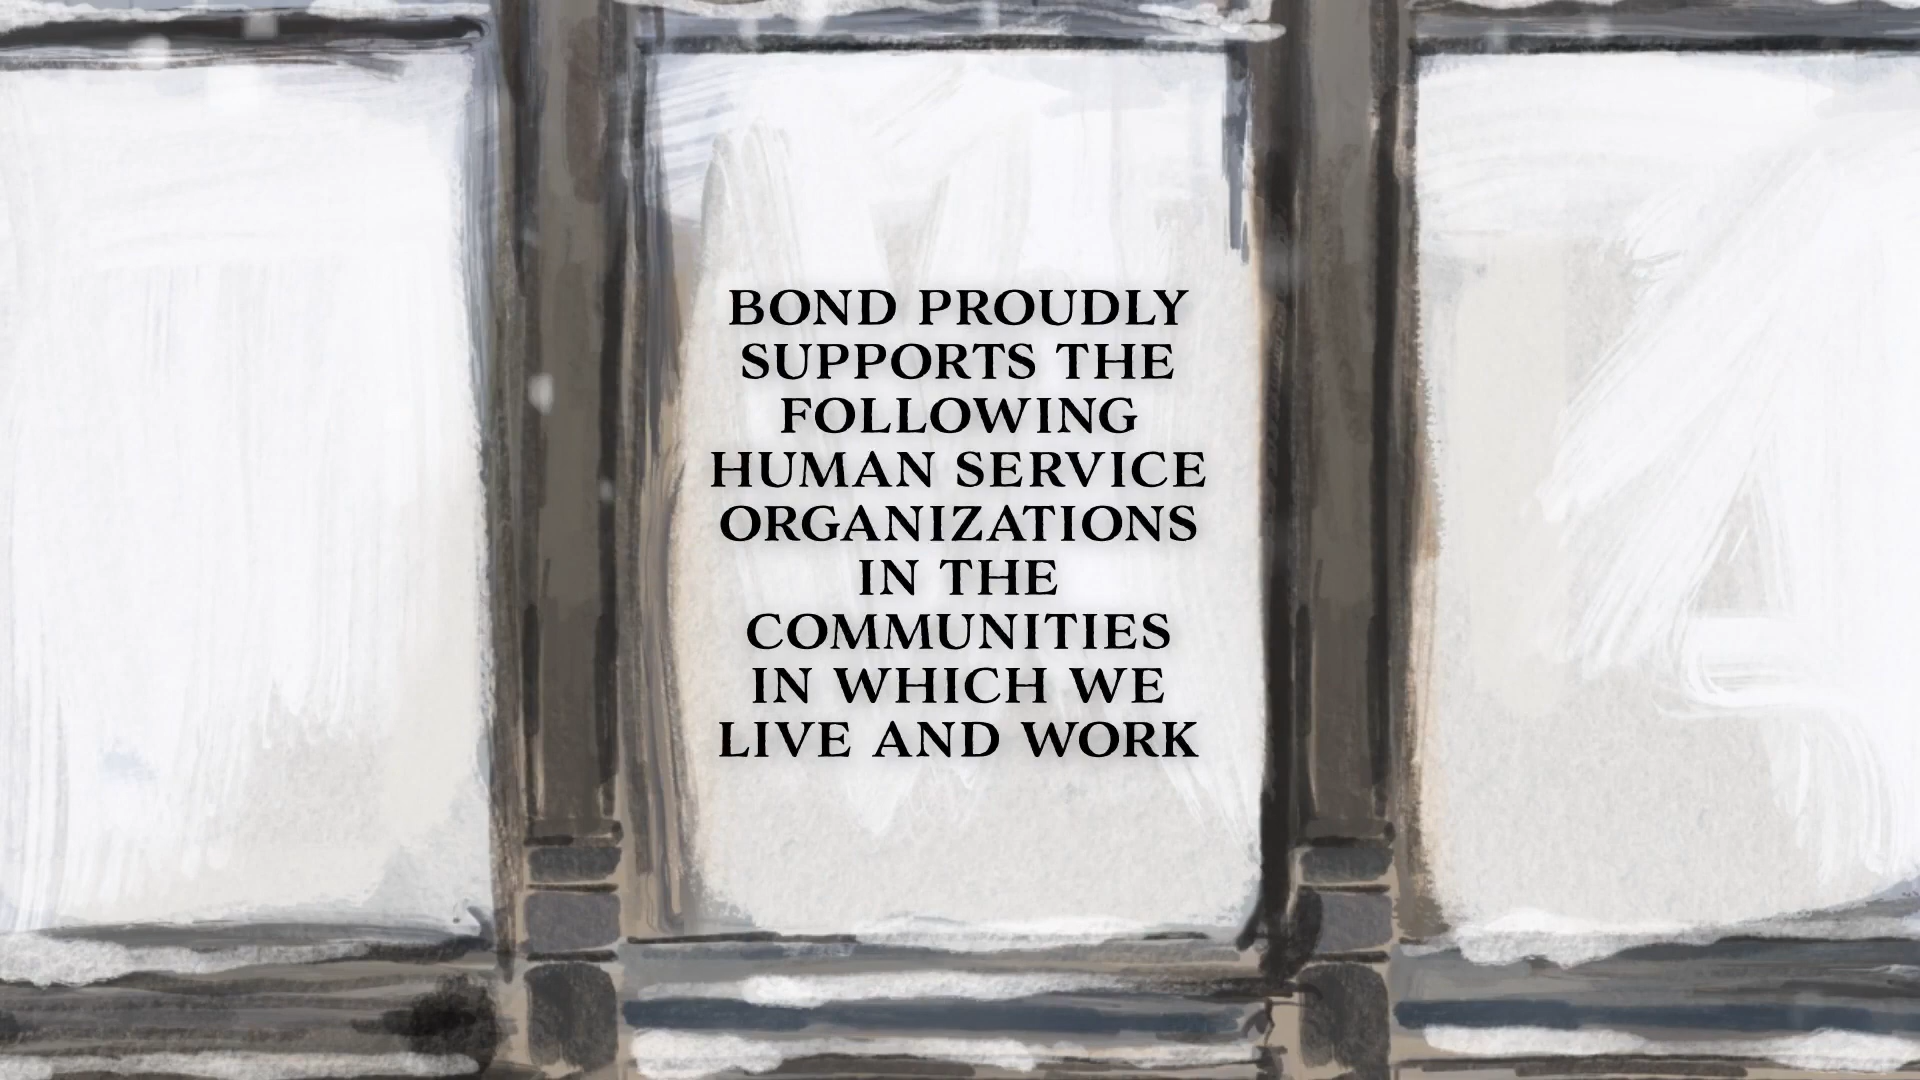 BOND PROUDLY
SUPPORTS THE
FOLLOWING
HUMAN SERVICE
ORGANIZATIONS
IN THE
COMMUNITIES
IN WHICH WE
LIVE AND WORK